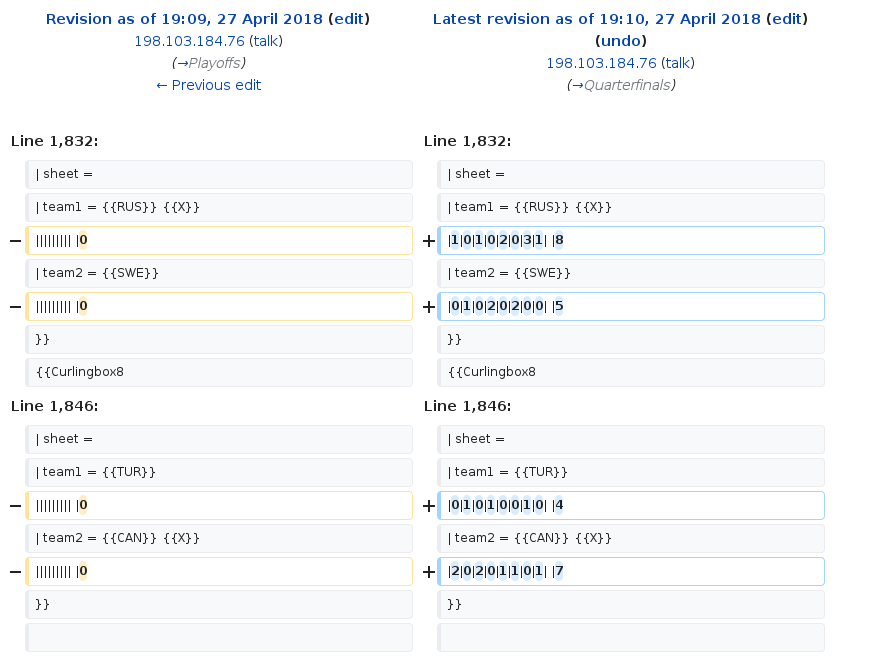 Revision as of 19:09, 27 April 2018 (edit)
198.103.184.76 (talk)
(→Playoffs)
← Previous edit
Latest revision as of 19:10, 27 April 2018 (edit)
(undo)
198.103.184.76 (talk)
(→Quarterfinals)
Line 1,832:
Line 1,832:
| sheet =
| sheet =
| team1 = {{RUS}} {{X}}
| team1 = {{RUS}} {{X}}
− ||||||||| |0
+ |1|0|1|0|2|0|3|1| |8
| team2 = {{SWE}}
| team2 = {{SWE}}
− ||||||||| |0
+ |0|1|0|2|0|2|0|0| |5
}}
}}
{{Curlingbox8
{{Curlingbox8
Line 1,846:
Line 1,846:
| sheet =
| sheet =
| team1 = {{TUR}}
| team1 = {{TUR}}
− ||||||||| |0
+ |0|1|0|1|0|0|1|0| |4
| team2 = {{CAN}} {{X}}
| team2 = {{CAN}} {{X}}
− ||||||||| |0
+ |2|0|2|0|1|1|0|1| |7
}}
}}